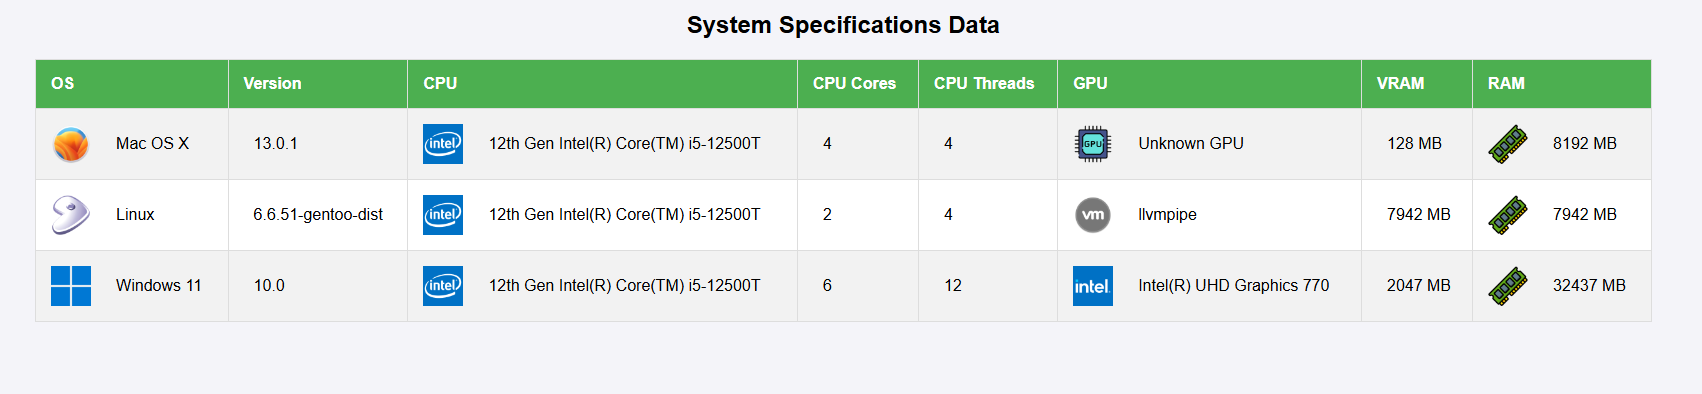 System Specifications Data
OS Version CPU CPU Cores CPU Threads GPU VRAM RAM
Mac OS X 13.0.1 intel 12th Gen Intel(R) Core(TM) i5-12500T 4 4 GPU Unknown GPU 128 MB 8192 MB
Linux 6.6.51-gentoo-dist intel 12th Gen Intel(R) Core(TM) i5-12500T 2 4 vm llvmpipe 7942 MB 7942 MB
Windows 11 10.0 intel 12th Gen Intel(R) Core(TM) i5-12500T 6 12 intel. Intel(R) UHD Graphics 770 2047 MB 32437 MB